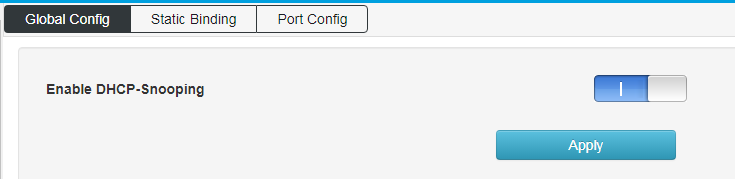 Global Config Static Binding Port Config
Enable DHCP-Snooping
Apply